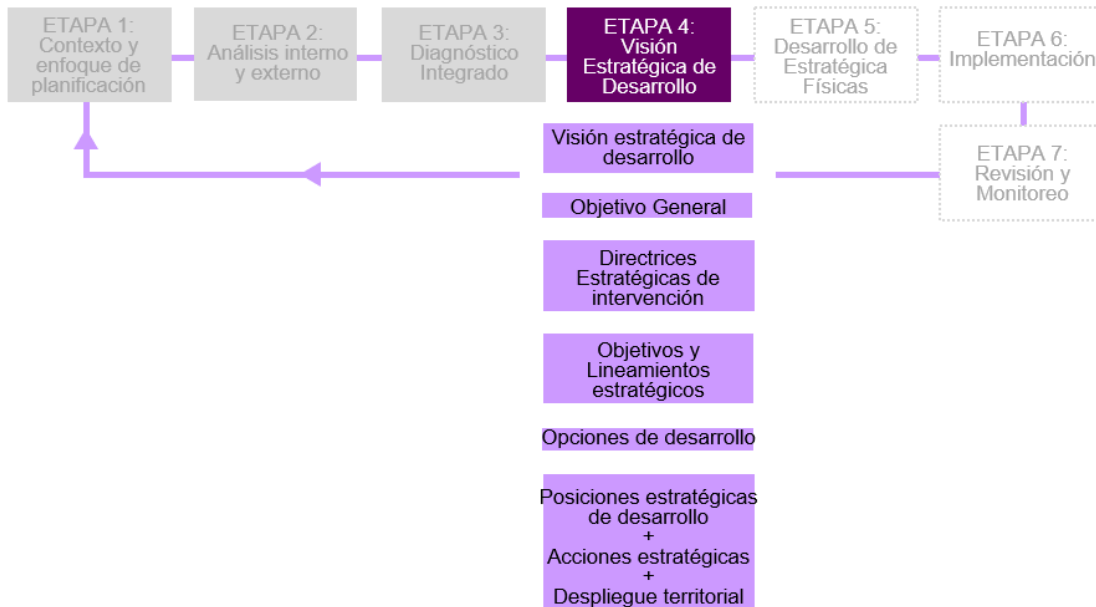 ETAPA 1:
Contexto y
enfoque de
planificación
ETAPA 2:
Análisis interno
y externo
ETAPA 3:
Diagnóstico
Integrado
ETAPA 4:
Visión
Estratégica de
Desarrollo
ETAPA 5:
Desarrollo de
Estratégica
Físicas
ETAPA 6:
Implementación
ETAPA 7:
Revisión y
Monitoreo
Visión estratégica de
desarrollo
Objetivo General
Directrices
Estratégicas de
intervención
Objetivos y
Lineamientos
estratégicos
Opciones de desarrollo
Posiciones estratégicas
de desarrollo
+
Acciones estratégicas
+
Despliegue territorial